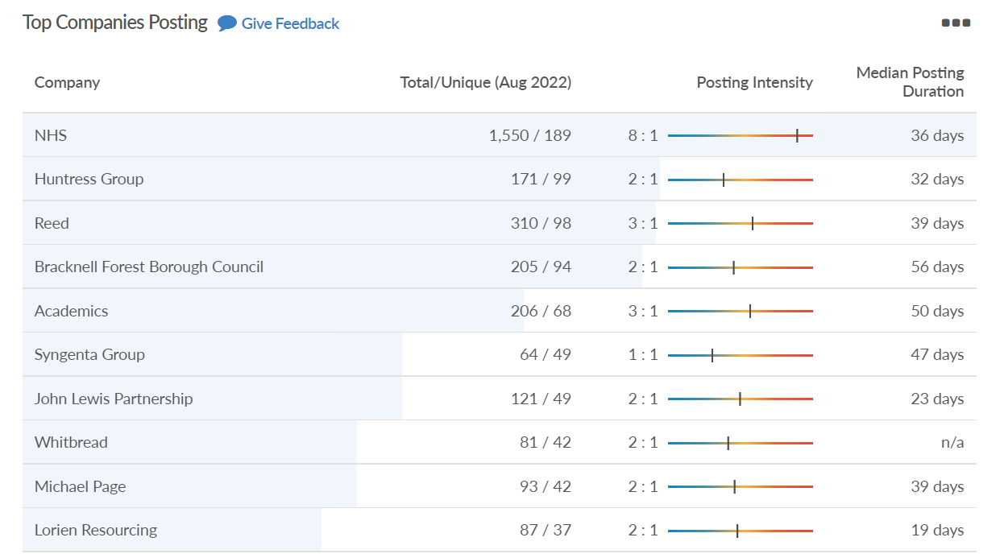 Top Companies Posting Give Feedback
Company Total/Unique (Aug 2022) Posting Intensity Median Posting Duration
NHS 1,550 / 189 8 : 1 36 days
Huntress Group 171 / 99 2 : 1 32 days
Reed 310 / 98 3 : 1 39 days
Bracknell Forest Borough Council 205 / 94 2 : 1 56 days
Academics 206 / 68 3 : 1 50 days
Syngenta Group 64 / 49 1 : 1 47 days
John Lewis Partnership 121 / 49 2 : 1 23 days
Whitbread 81 / 42 2 : 1 n/a
Michael Page 93 / 42 2 : 1 39 days
Lorien Resourcing 87 / 37 2 : 1 19 days